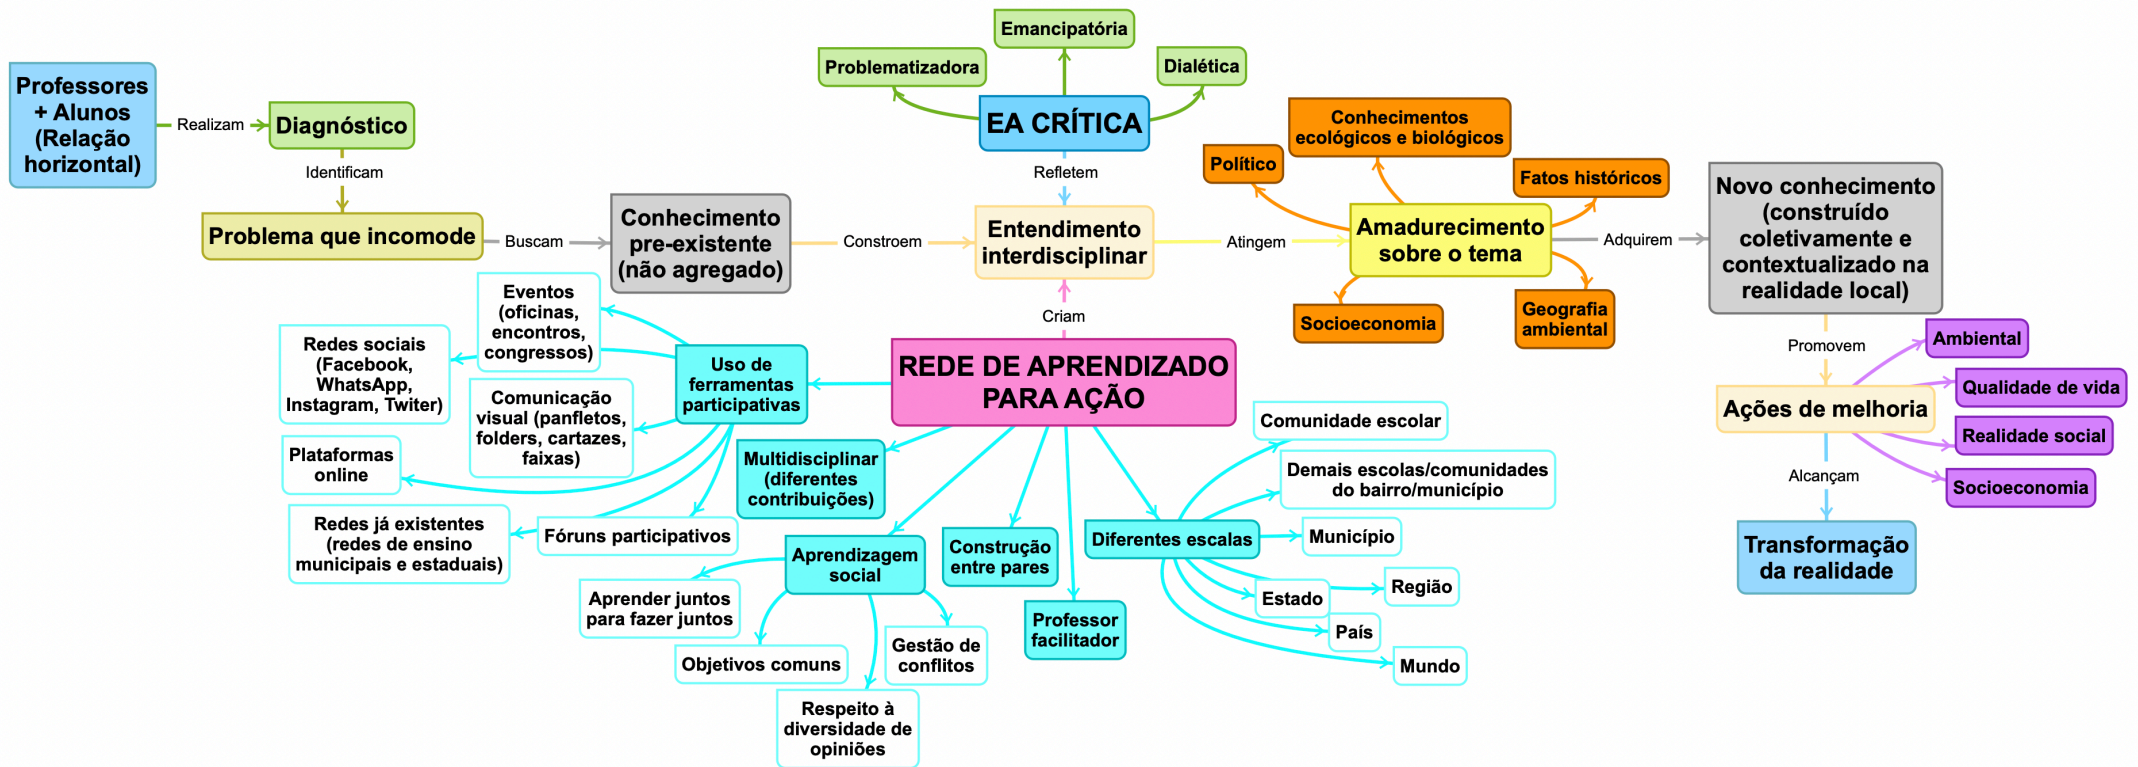 Professores
+ Alunos
(Relação
horizontal)
Realizam
Diagnóstico
Identificam
Problema que incomode
Buscam
Conhecimento
pre-existente
(não agregado)
Constroem
Emancipatória
Problematizadora
Dialética
EA CRÍTICA
Refletem
Entendimento
interdisciplinar
Atingem
Conhecimentos
ecológicos e biológicos
Político
Fatos históricos
Amadurecimento
sobre o tema
Socioeconomia
Geografia
ambiental
Adquirem
Novo conhecimento
(construído
coletivamente e
contextualizado na
realidade local)
Promovem
Ações de melhoria
Ambiental
Qualidade de vida
Realidade social
Socioeconomia
Alcançam
Transformação
da realidade
Criam
REDE DE APRENDIZADO
PARA AÇÃO
Uso de
ferramentas
participativas
Eventos
(oficinas,
encontros,
congressos)
Redes sociais
(Facebook,
WhatsApp,
Instagram, Twiter)
Comunicação
visual (panfletos,
folders, cartazes,
faixas)
Plataformas
online
Redes já existentes
(redes de ensino
municipais e estaduais)
Fóruns participativos
Multidisciplinar
(diferentes
contribuições)
Aprendizagem
social
Aprender juntos
para fazer juntos
Objetivos comuns
Respeito à
diversidade de
opiniões
Gestão de
conflitos
Construção
entre pares
Professor
facilitador
Diferentes escalas
Comunidade escolar
Demais escolas/comunidades
do bairro/município
Município
Região
Estado
País
Mundo